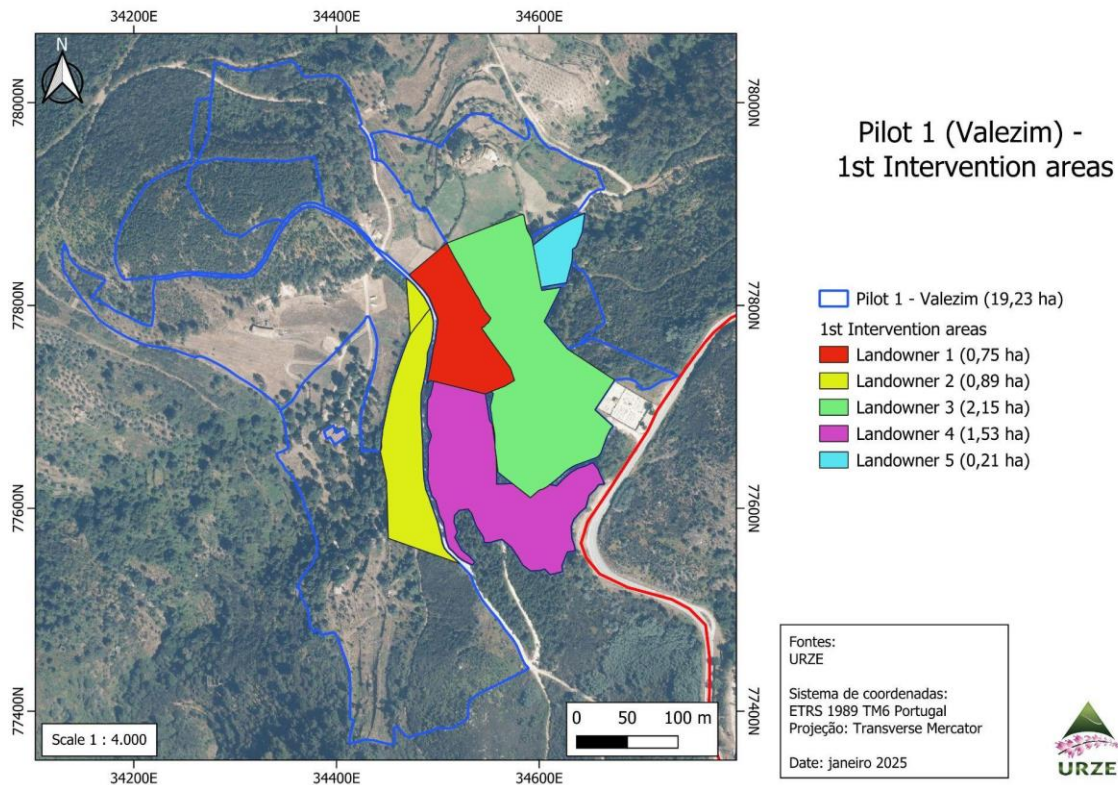 34200E 34400E 34600E
N
78000N 78000N
77800N 77800N
77600N 77600N
77400N 77400N
34200E 34400E 34600E
Scale 1 : 4.000
0 50 100 m
Pilot 1 (Valezim) -
1st Intervention areas
Pilot 1 - Valezim (19,23 ha)
1st Intervention areas
Landowner 1 (0,75 ha)
Landowner 2 (0,89 ha)
Landowner 3 (2,15 ha)
Landowner 4 (1,53 ha)
Landowner 5 (0,21 ha)
Fontes:
URZE
Sistema de coordenadas:
ETRS 1989 TM6 Portugal
Projeção: Transverse Mercator
Date: janeiro 2025
URZE